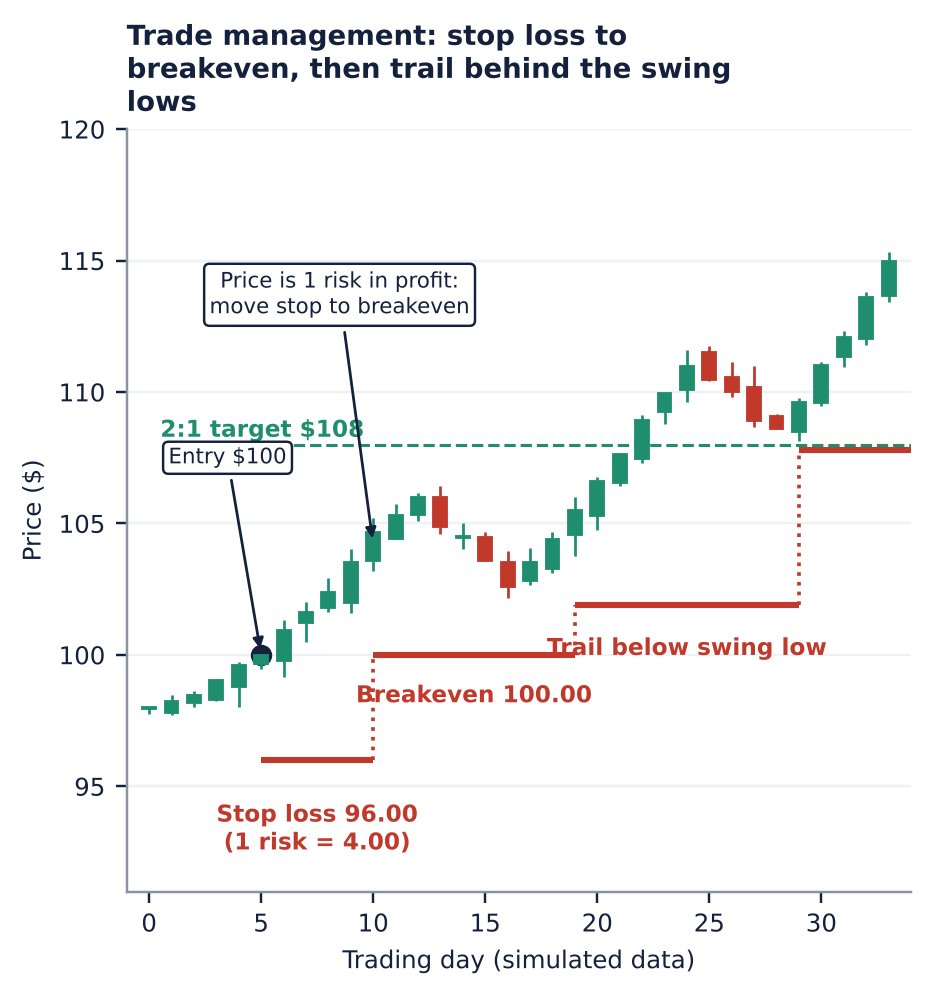 Trade management: stop loss to
breakeven, then trail behind the swing
lows
120
115
110
105
100
95
Price ($)
Price is 1 risk in profit:
move stop to breakeven
2:1 target $108
Entry $100
Trail below swing low
Breakeven 100.00
Stop loss 96.00
(1 risk = 4.00)
0 5 10 15 20 25 30
Trading day (simulated data)